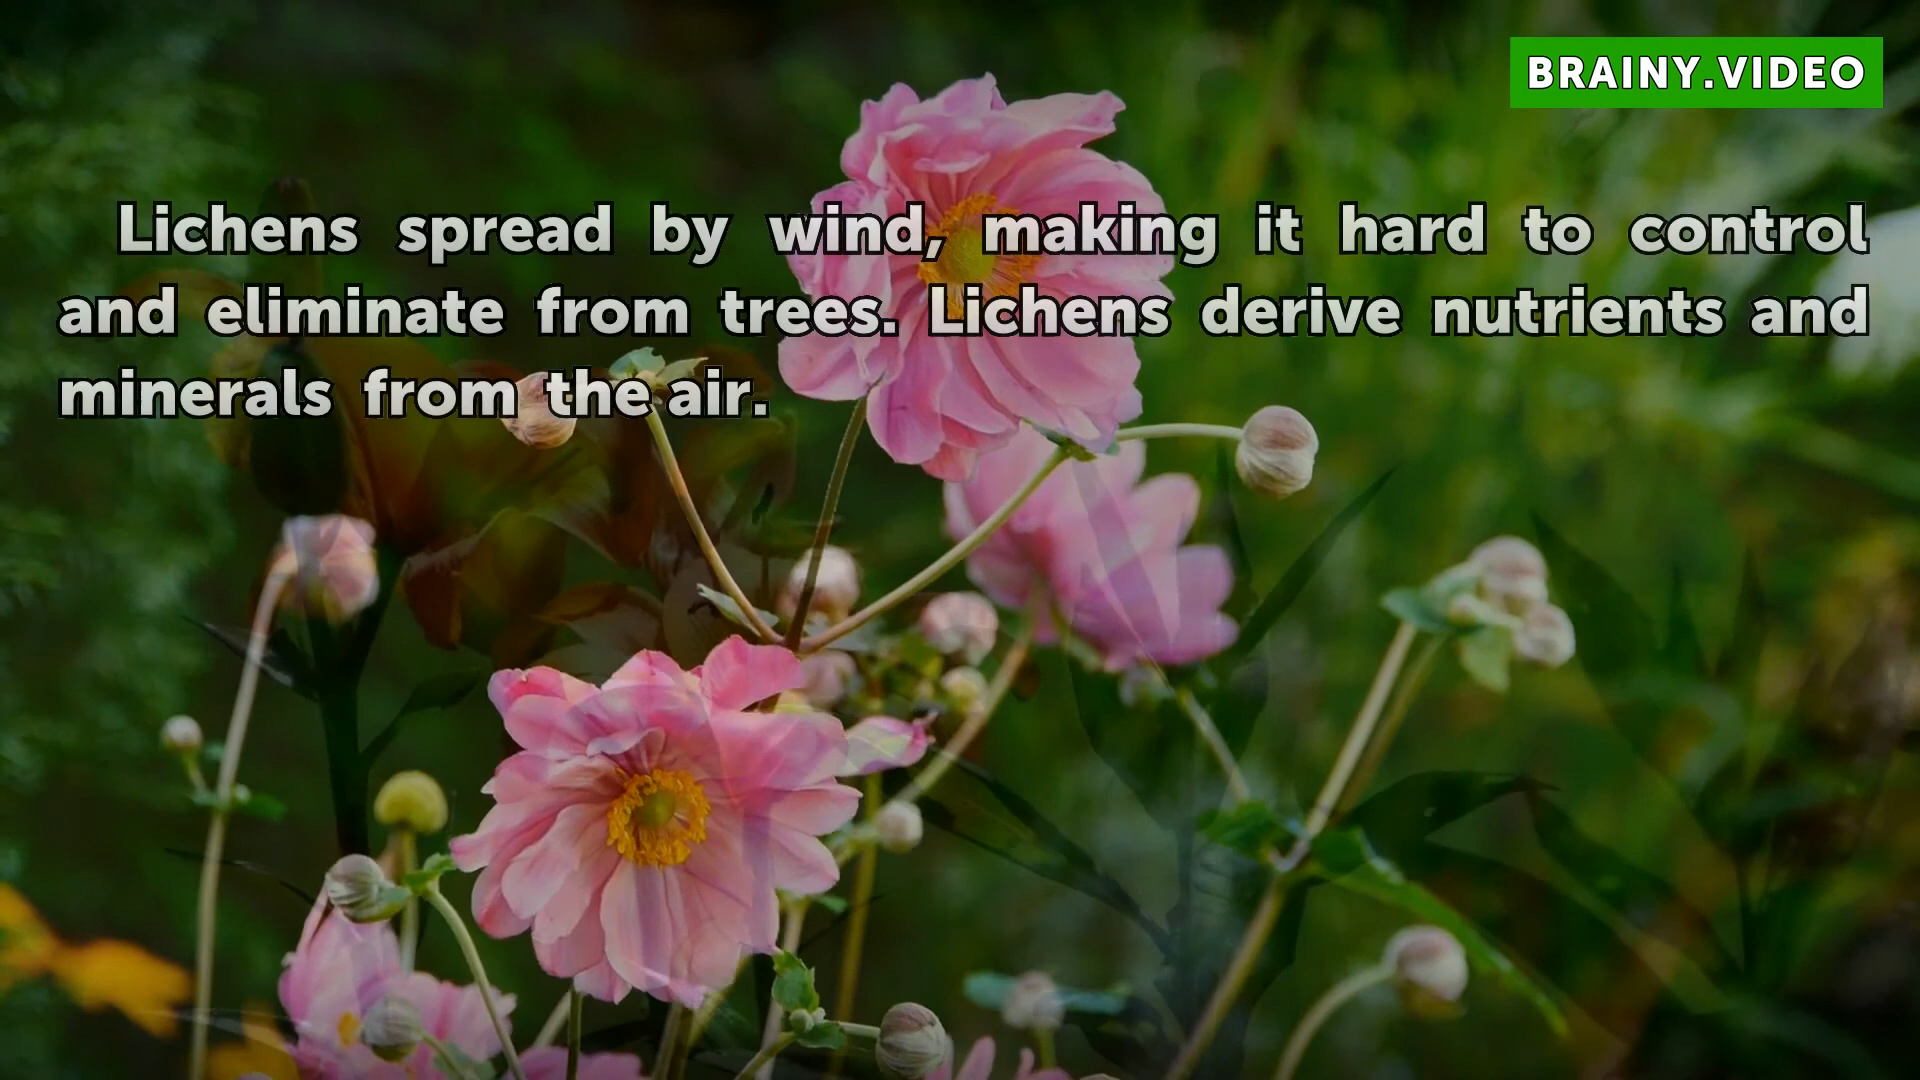 BRAINY.VIDEO
Lichens spread by wind, making it hard to control
and eliminate from trees. Lichens derive nutrients and
minerals from the air.